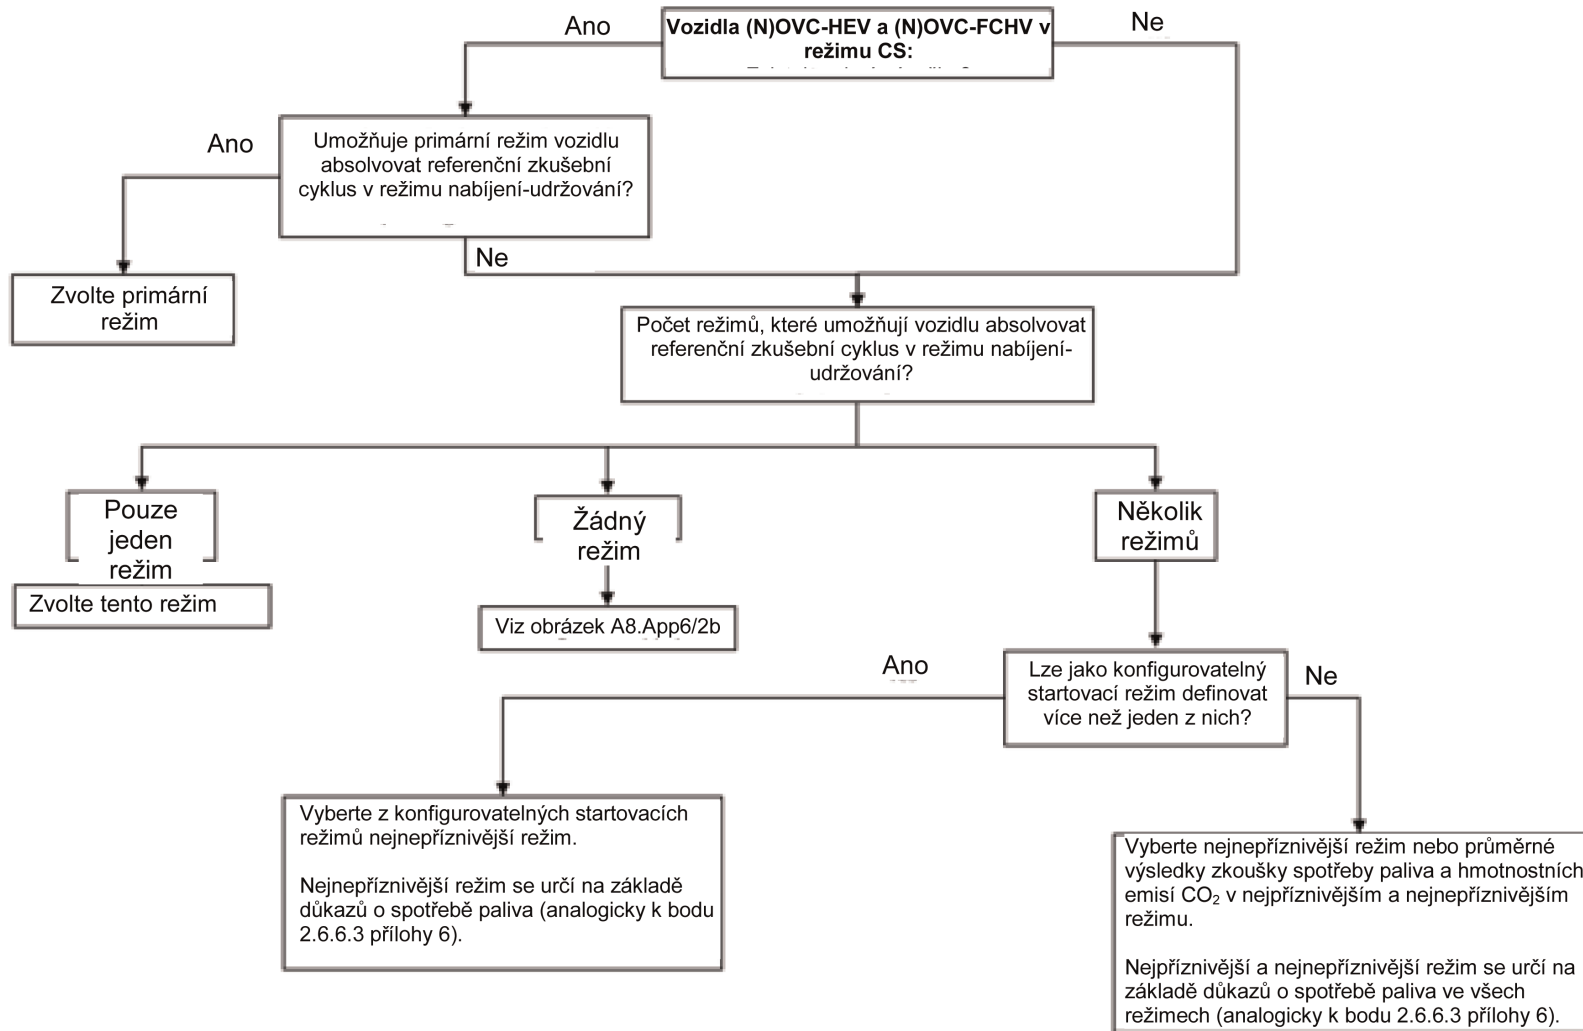 Ano
Vozidla (N)OVC-HEV a (N)OVC-FCHV v
režimu CS:
Ne
Ano
Umožňuje primární režim vozidlu
absolvovat referenční zkušební
cyklus v režimu nabíjení-udržování?
Ne
Zvolte primární
režim
Počet režimů, které umožňují vozidlu absolvovat
referenční zkušební cyklus v režimu nabíjení-
udržování?
Pouze
jeden
režim
Žádný
režim
Několik
režimů
Zvolte tento režim
Viz obrázek A8.App6/2b
Ano
Lze jako konfigurovatelný
startovací režim definovat
více než jeden z nich?
Ne
Vyberte z konfigurovatelných startovacích
režimů nejnepříznivější režim.
Nejnepříznivější režim se určí na základě
důkazů o spotřebě paliva (analogicky k bodu
2.6.6.3 přílohy 6).
Vyberte nejnepříznivější režim nebo průměrné
výsledky zkoušky spotřeby paliva a hmotnostních
emisí CO₂ v nejpříznivějším a nejnepříznivějším
režimu.
Nejpříznivější a nejnepříznivější režim se určí na
základě důkazů o spotřebě paliva ve všech
režimech (analogicky k bodu 2.6.6.3 přílohy 6).